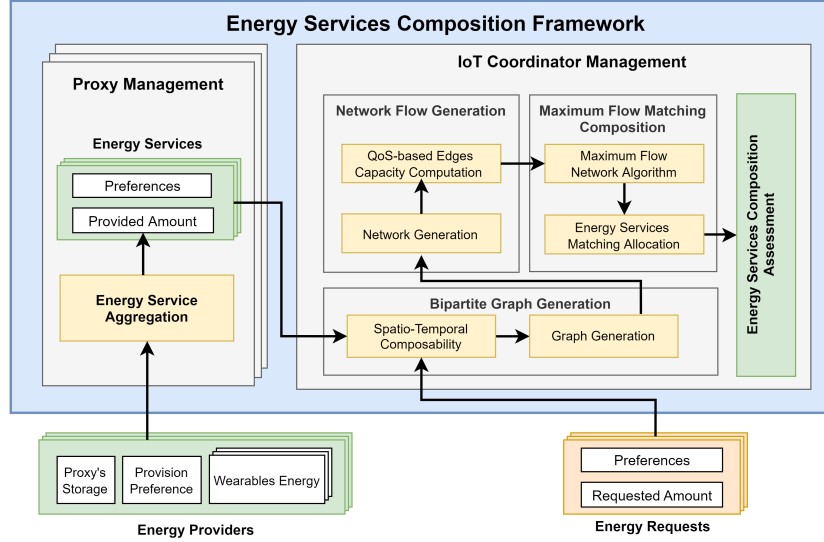 Energy Services Composition Framework
Proxy Management
Energy Services
Preferences
Provided Amount
Energy Service
Aggregation
IoT Coordinator Management
Network Flow Generation
QoS-based Edges
Capacity Computation
Network Generation
Maximum Flow Matching
Composition
Maximum Flow
Network Algorithm
Energy Services
Matching Allocation
Energy Services Composition
Assessment
Bipartite Graph Generation
Spatio-Temporal
Composability
Graph Generation
Proxy's
Storage
Provision
Preference
Wearables Energy
Energy Providers
Preferences
Requested Amount
Energy Requests